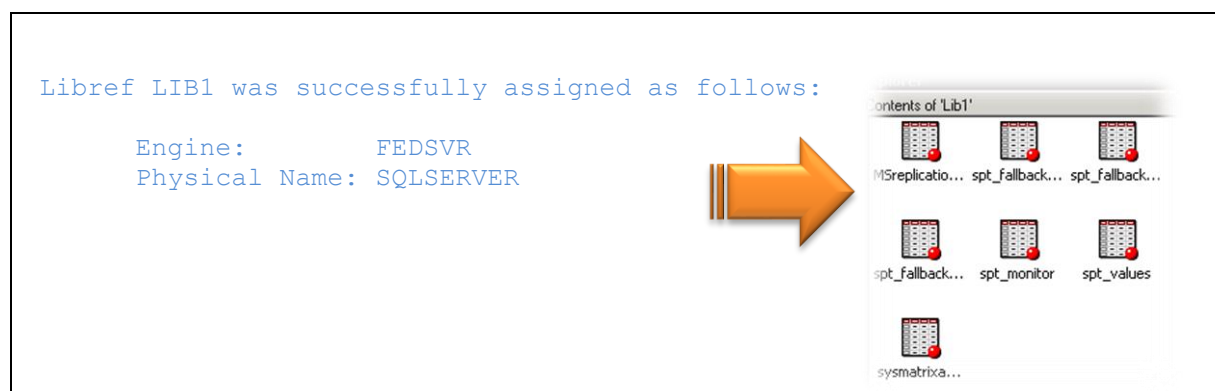 Libref LIB1 was successfully assigned as follows:
Engine: FEDSVR
Physical Name: SQLSERVER
Contents of 'Lib1'
MSreplicatio... spt_fallback... spt_fallback...
spt_fallback... spt_monitor spt_values
sysmatrixa...